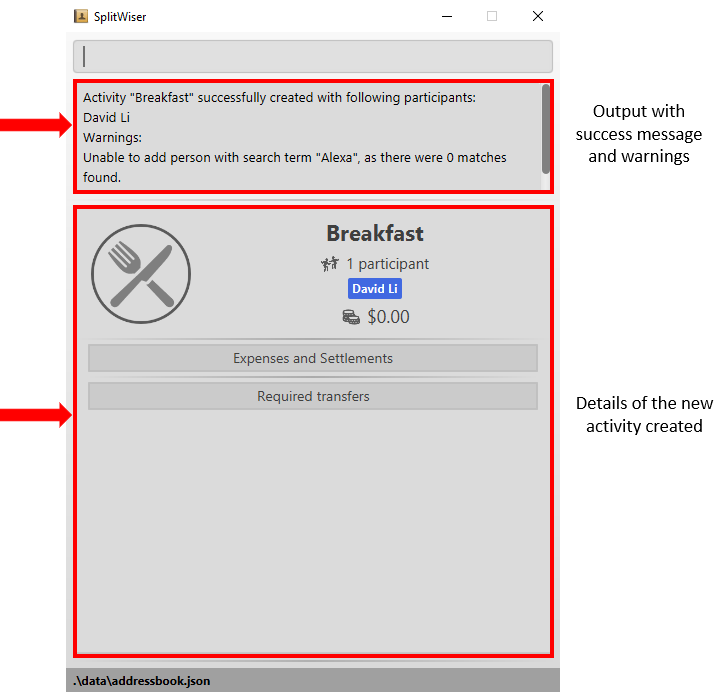 SplitWiser
Activity "Breakfast" successfully created with following participants:
David Li
Warnings:
Unable to add person with search term "Alexa", as there were 0 matches
found.
Output with
success message
and warnings
Breakfast
1 participant
David Li
$0.00
Expenses and Settlements
Required transfers
Details of the new
activity created
.\data\addressbook.json